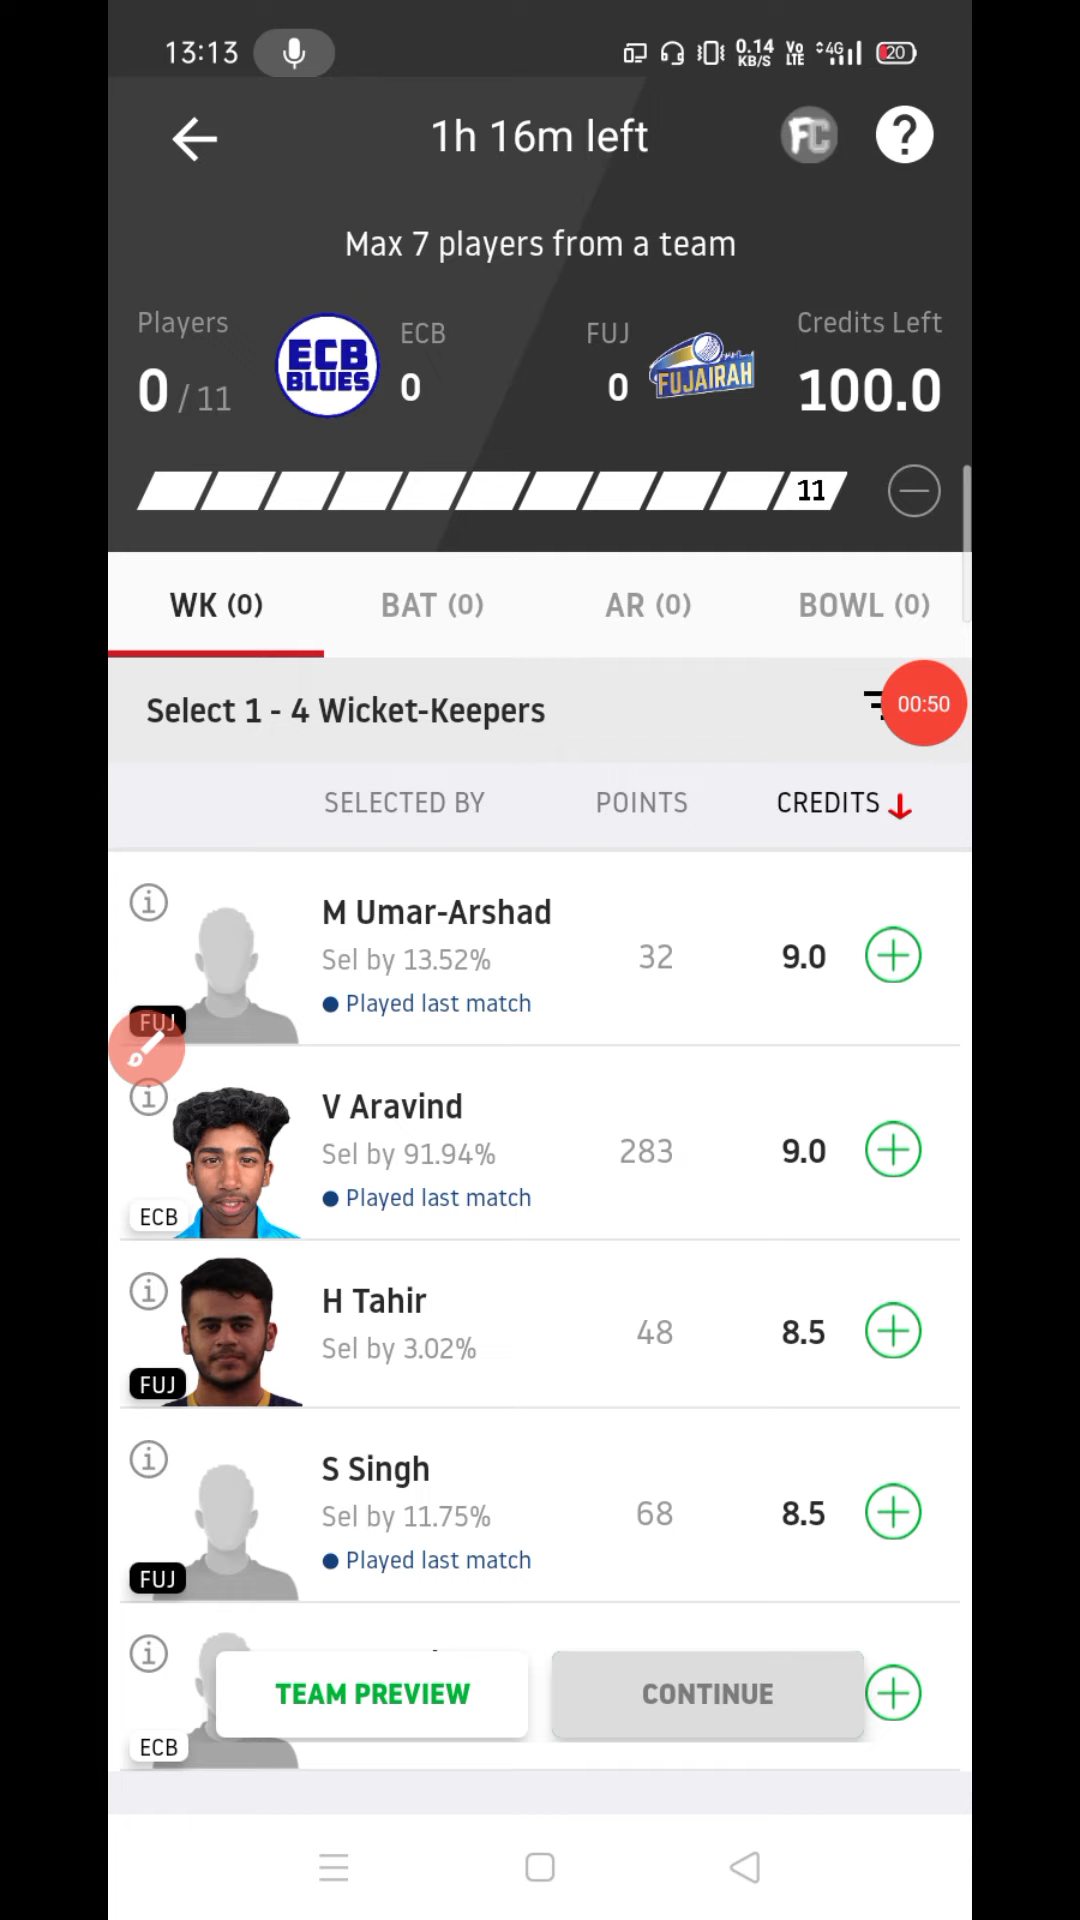 13:13
0.14 KB/S
Vo LTE
4G
20
1h 16m left
FC
?
Max 7 players from a team
Players
ECB BLUES
ECB
FUJ
FUJAIRAH
Credits Left
0 / 11
0
0
100.0
11
WK (0)
BAT (0)
AR (0)
BOWL (0)
Select 1 - 4 Wicket-Keepers
00:50
SELECTED BY
POINTS
CREDITS
M Umar-Arshad
Sel by 13.52%
32
9.0
Played last match
FUJ
V Aravind
Sel by 91.94%
283
9.0
Played last match
ECB
H Tahir
Sel by 3.02%
48
8.5
FUJ
S Singh
Sel by 11.75%
68
8.5
Played last match
FUJ
TEAM PREVIEW
CONTINUE
ECB